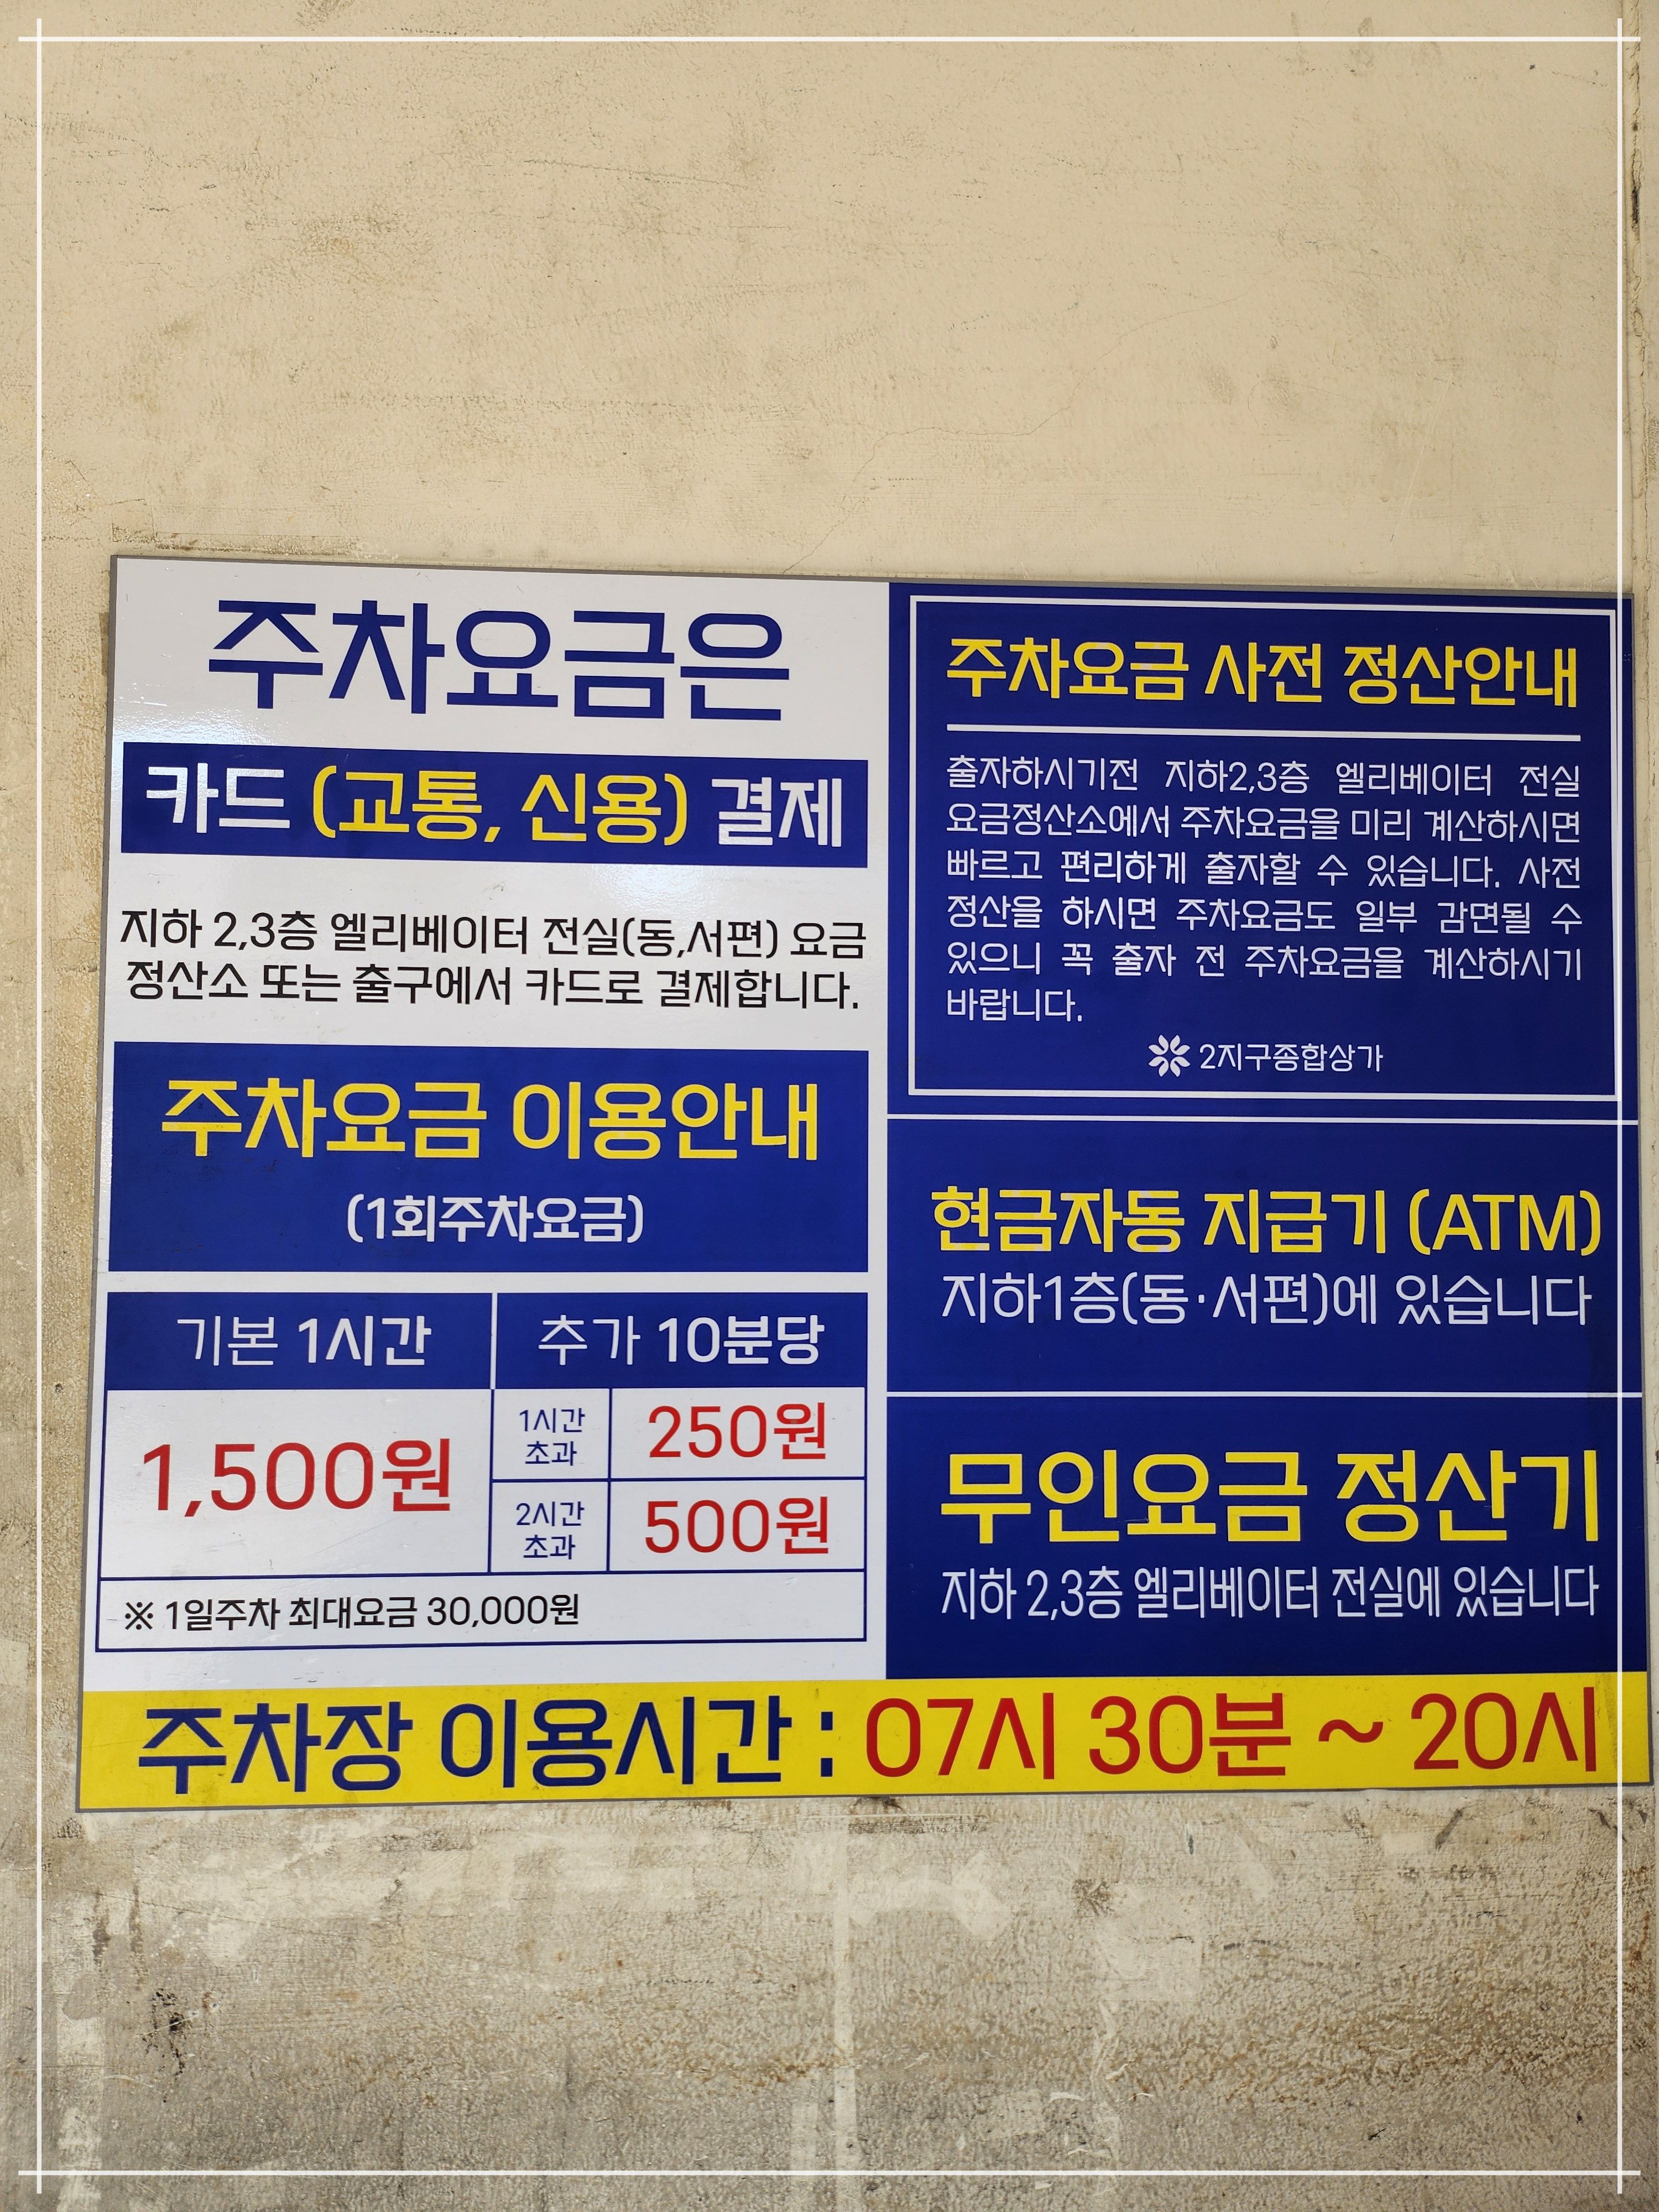 주차요금은
카드 (교통, 신용) 결제
지하 2,3층 엘리베이터 전실(동,서편) 요금
정산소 또는 출구에서 카드로 결제합니다.
주차요금 이용안내
(1회주차요금)
기본 1시간
추가 10분당
1,500원
1시간
초과
250원
2시간
초과
500원
※ 1일주차 최대요금 30,000원
주차요금 사전 정산안내
출자하시기전 지하2,3층 엘리베이터 전실
요금정산소에서 주차요금을 미리 계산하시면
빠르고 편리하게 출자할 수 있습니다. 사전
정산을 하시면 주차요금도 일부 감면될 수
있으니 꼭 출자 전 주차요금을 계산하시기
바랍니다.
2지구종합상가
현금자동 지급기 (ATM)
지하1층(동·서편)에 있습니다
무인요금 정산기
지하 2,3층 엘리베이터 전실에 있습니다
주차장 이용시간 : 07시 30분 ~ 20시